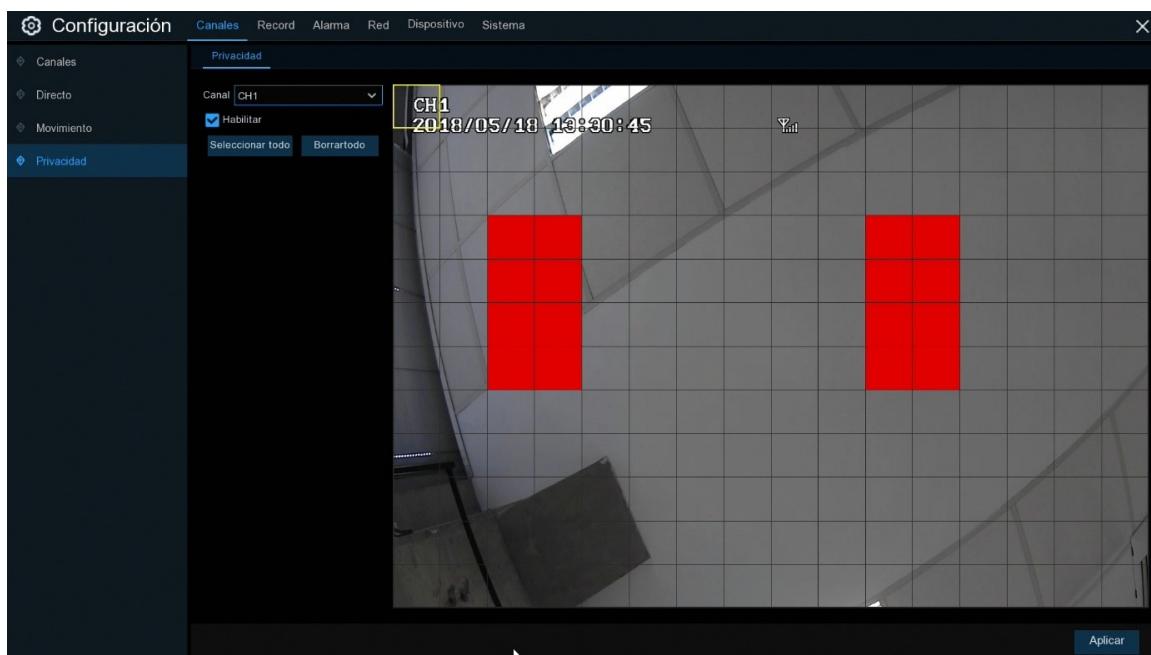 Configuración Canales Record Alarma Red Dispositivo Sistema
Canales
Directo
Movimiento
Privacidad
Privacidad
Canal CH1
Habilitar
Seleccionar todo Borrartodo
CH1
2018/05/18 13:30:45
Aplicar